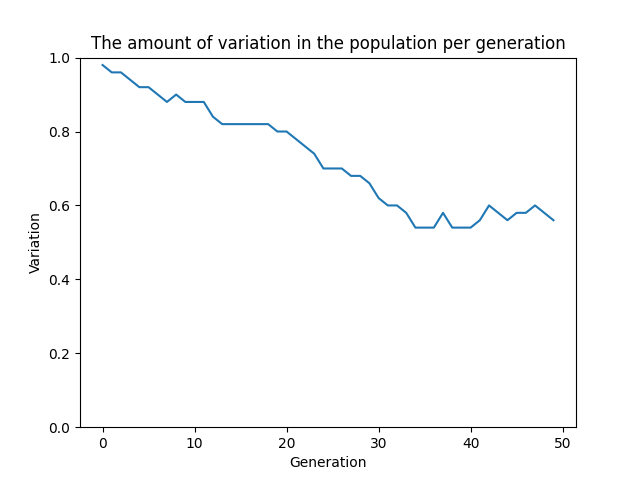 The amount of variation in the population per generation
1.0
0.8
0.6
0.4
0.2
0.0
Variation
0 10 20 30 40 50
Generation